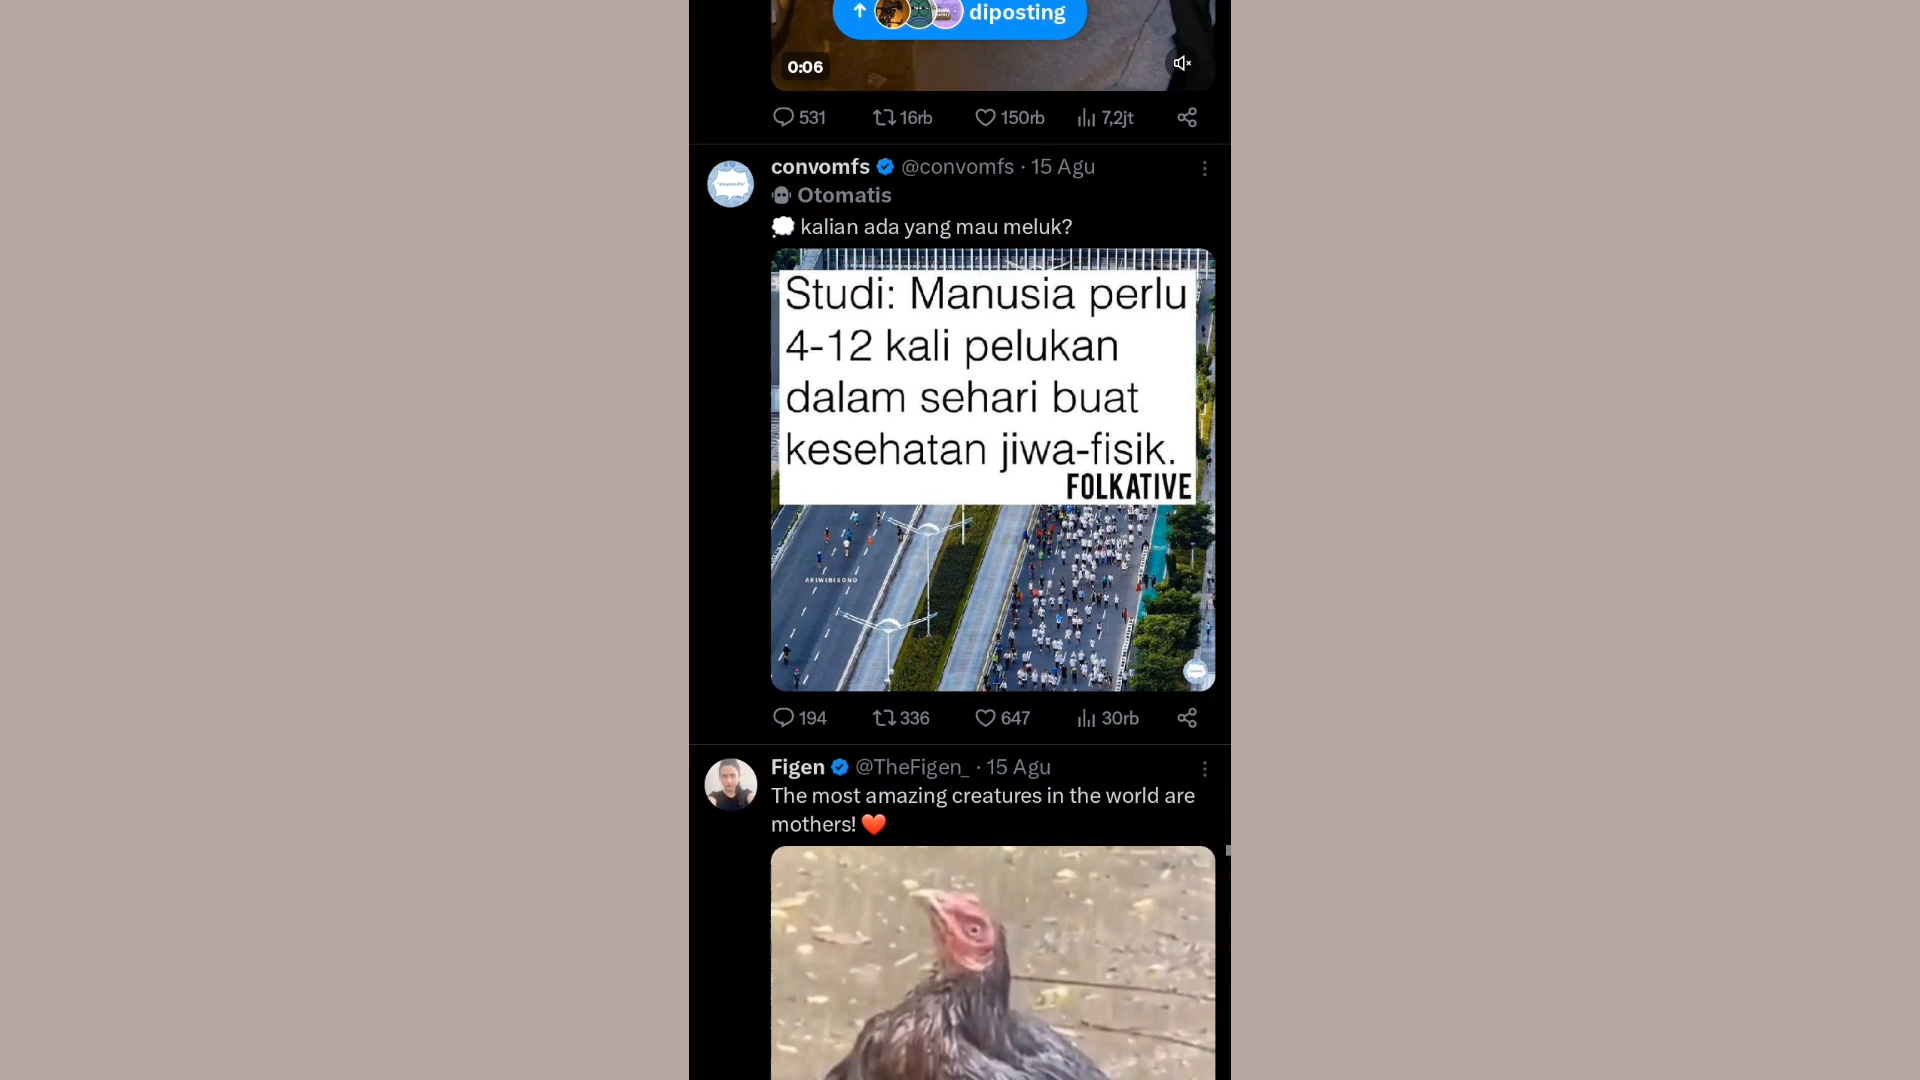 diposting
0:06
531 16rb 150rb 7,2jt
convomfs @convomfs · 15 Agu
Otomatis
kalian ada yang mau meluk?
Studi: Manusia perlu
4-12 kali pelukan
dalam sehari buat
kesehatan jiwa-fisik.
FOLKATIVE
ARIWIBISONO
194 336 647 30rb
Figen @TheFigen_ · 15 Agu
The most amazing creatures in the world are
mothers! ❤️